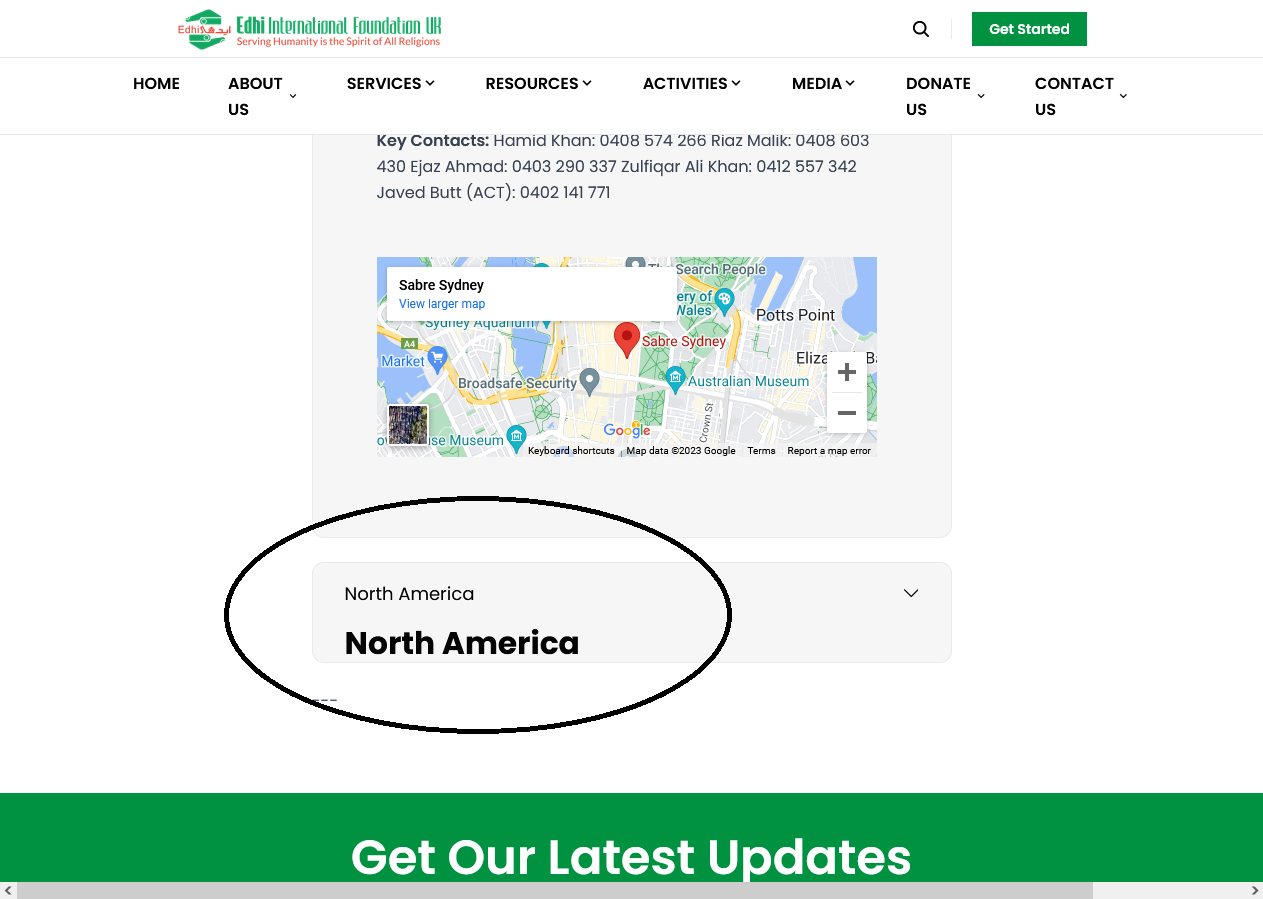 Edhi ایدھی Edhi International Foundation UK
Serving Humanity is the Spirit of All Religions
Get Started
HOME ABOUT US SERVICES RESOURCES ACTIVITIES MEDIA DONATE US CONTACT US
Key Contacts: Hamid Khan: 0408 574 266 Riaz Malik: 0408 603
430 Ejaz Ahmad: 0403 290 337 Zulfiqar Ali Khan: 0412 557 342
Javed Butt (ACT): 0402 141 771
Sabre Sydney
View larger map
The Search People
ery of
Wales
Potts Point
Sydney Aquarium
A4
Sabre Sydney
Market
Broadsafe Security
Australian Museum
Crown St
Google
se Museum
Keyboard shortcuts Map data ©2023 Google Terms Report a map error
North America
North America
---
Get Our Latest Updates